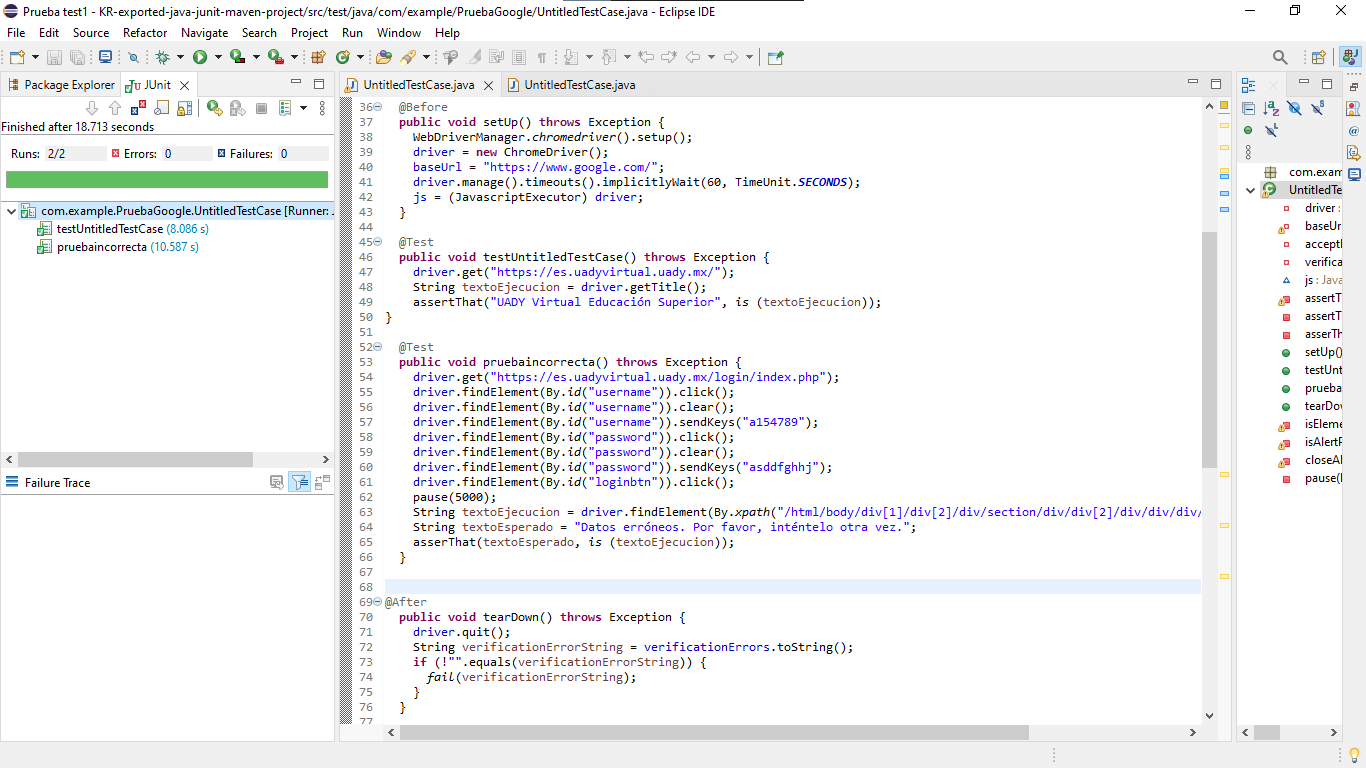 Prueba test1 - KR-exported-java-junit-maven-project/src/test/java/com/example/PruebaGoogle/UntitledTestCase.java - Eclipse IDE
File Edit Source Refactor Navigate Search Project Run Window Help
Package Explorer JUnit
UntitledTestCase.java UntitledTestCase.java
Finished after 18.713 seconds
Runs: 2/2 Errors: 0 Failures: 0
com.example.PruebaGoogle.UntitledTestCase [Runner: .
testUntitledTestCase (8.086 s)
pruebaincorrecta (10.587 s)
Failure Trace
36 @Before
37 public void setUp() throws Exception {
38 WebDriverManager.chromedriver().setup();
39 driver = new ChromeDriver();
40 baseUrl = "https://www.google.com/";
41 driver.manage().timeouts().implicitlyWait(60, TimeUnit.SECONDS);
42 js = (JavascriptExecutor) driver;
43 }
44
45 @Test
46 public void testUntitledTestCase() throws Exception {
47 driver.get("https://es.uadyvirtual.uady.mx/");
48 String textoEjecucion = driver.getTitle();
49 assertThat("UADY Virtual Educación Superior", is (textoEjecucion));
50 }
51
52 @Test
53 public void pruebaincorrecta() throws Exception {
54 driver.get("https://es.uadyvirtual.uady.mx/login/index.php");
55 driver.findElement(By.id("username")).click();
56 driver.findElement(By.id("username")).clear();
57 driver.findElement(By.id("username")).sendKeys("a154789");
58 driver.findElement(By.id("password")).click();
59 driver.findElement(By.id("password")).clear();
60 driver.findElement(By.id("password")).sendKeys("asddfghhj");
61 driver.findElement(By.id("loginbtn")).click();
62 pause(5000);
63 String textoEjecucion = driver.findElement(By.xpath("/html/body/div[1]/div[2]/div/section/div/div[2]/div/div/div/
64 String textoEsperado = "Datos erróneos. Por favor, inténtelo otra vez.";
65 asserThat(textoEsperado, is (textoEjecucion));
66 }
67
68
69 @After
70 public void tearDown() throws Exception {
71 driver.quit();
72 String verificationErrorString = verificationErrors.toString();
73 if (!"".equals(verificationErrorString)) {
74 fail(verificationErrorString);
75 }
76 }
77
com.exam
UntitledTe
driver :
baseUr
accept
verifica
js : Java
assertT
assertT
asserTh
setUp()
testUnt
prueba
tearDo
isEleme
isAlertP
closeAl
pause(